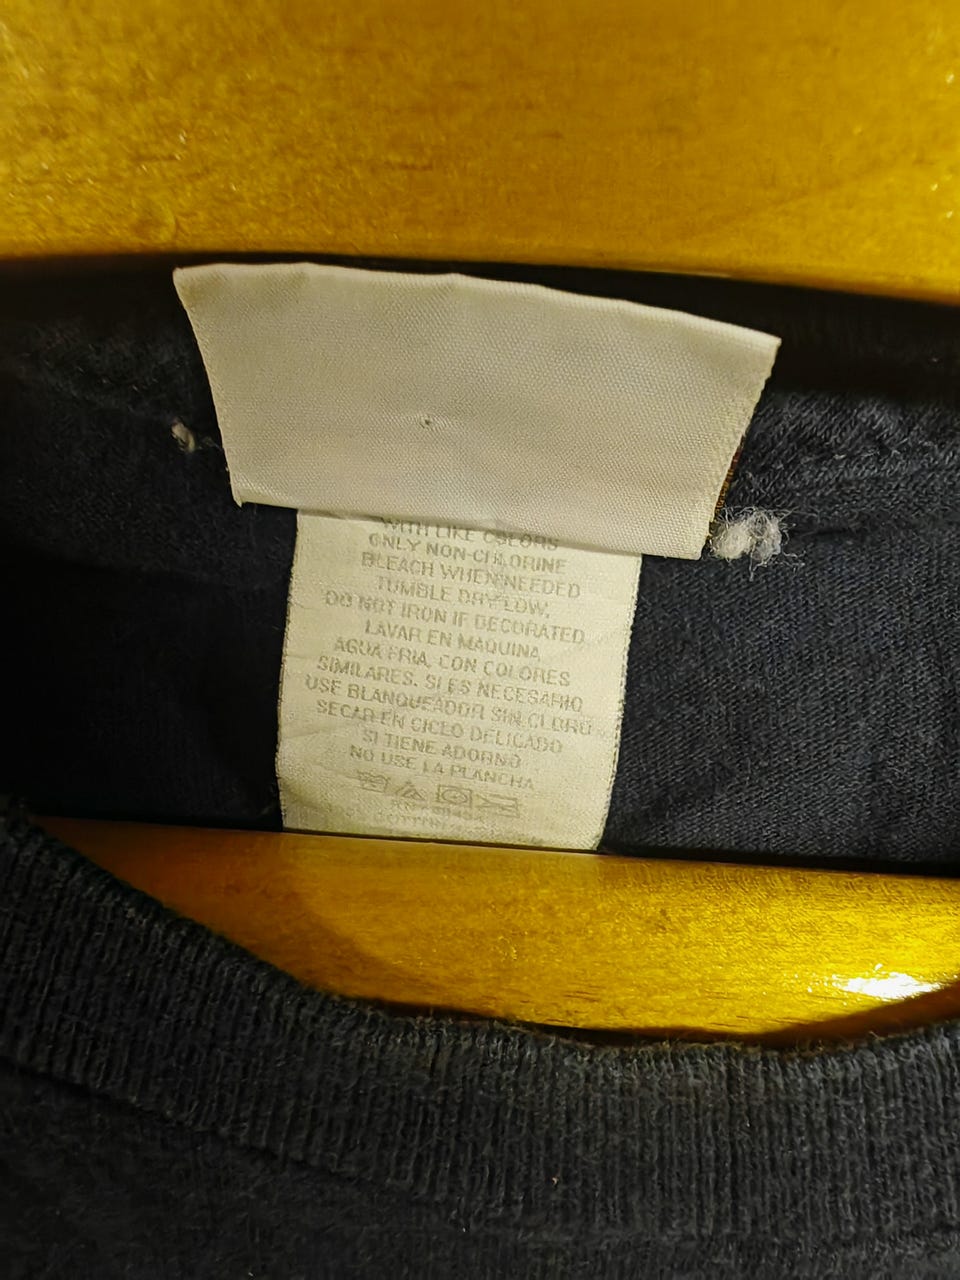 WITH LIKE COLORS
ONLY NON-CHLORINE
BLEACH WHEN NEEDED
TUMBLE DRY LOW,
DO NOT IRON IF DECORATED
LAVAR EN MAQUINA
AGUA FRIA, CON COLORES
SIMILARES. SI ES NECESARIO
USE BLANQUEADOR SIN CLORO
SECAR EN CICLO DELICADO
SI TIENE ADORNO
NO USE LA PLANCHA
RN
COTTON